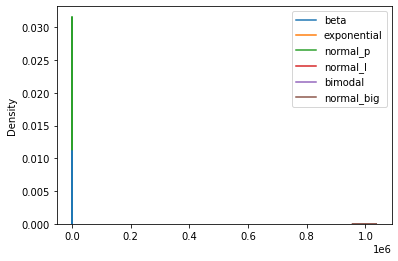 0.030
0.025
0.020
0.015
0.010
0.005
0.000
Density
beta
exponential
normal_p
normal_l
bimodal
normal_big
0.0 0.2 0.4 0.6 0.8 1.0
1e6